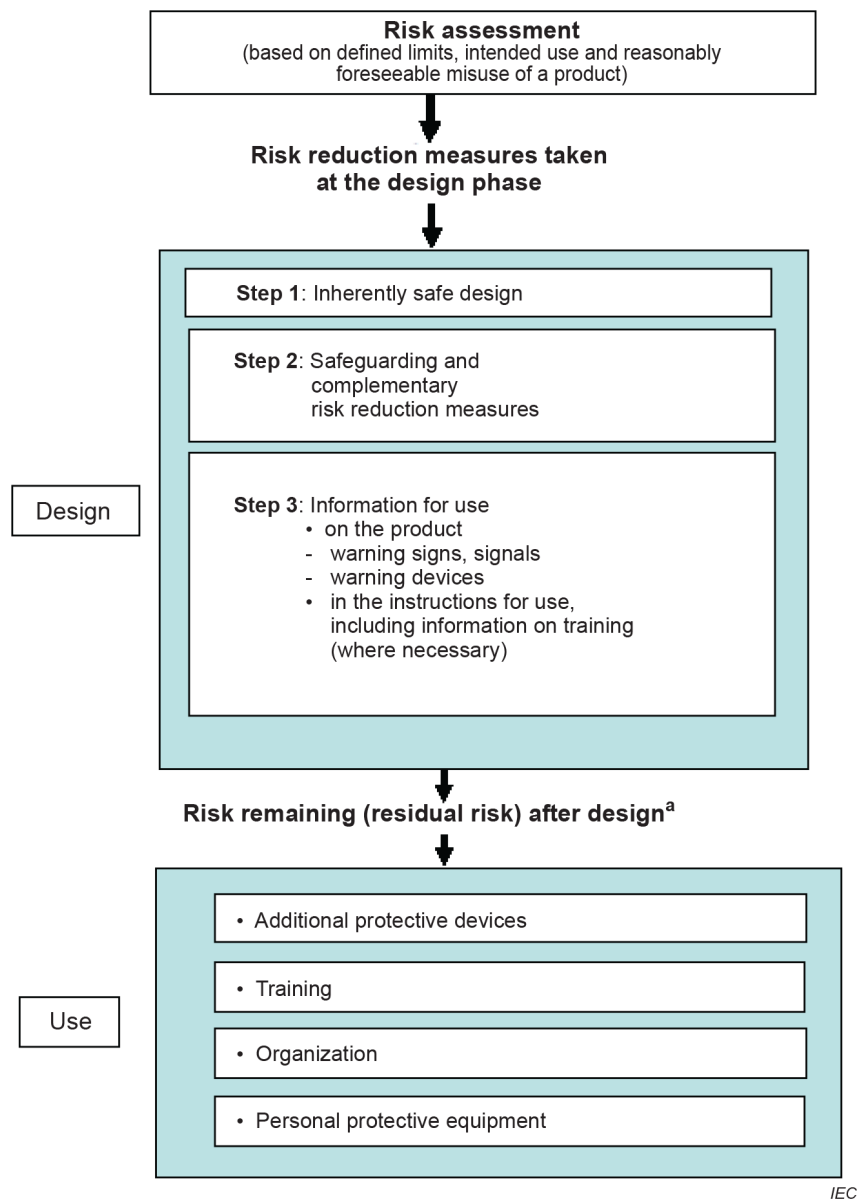 Risk assessment
(based on defined limits, intended use and reasonably
foreseeable misuse of a product)
Risk reduction measures taken
at the design phase
Step 1: Inherently safe design
Step 2: Safeguarding and
complementary
risk reduction measures
Design
Step 3: Information for use
• on the product
- warning signs, signals
- warning devices
• in the instructions for use,
including information on training
(where necessary)
Risk remaining (residual risk) after designᵃ
• Additional protective devices
• Training
Use
• Organization
• Personal protective equipment
IEC